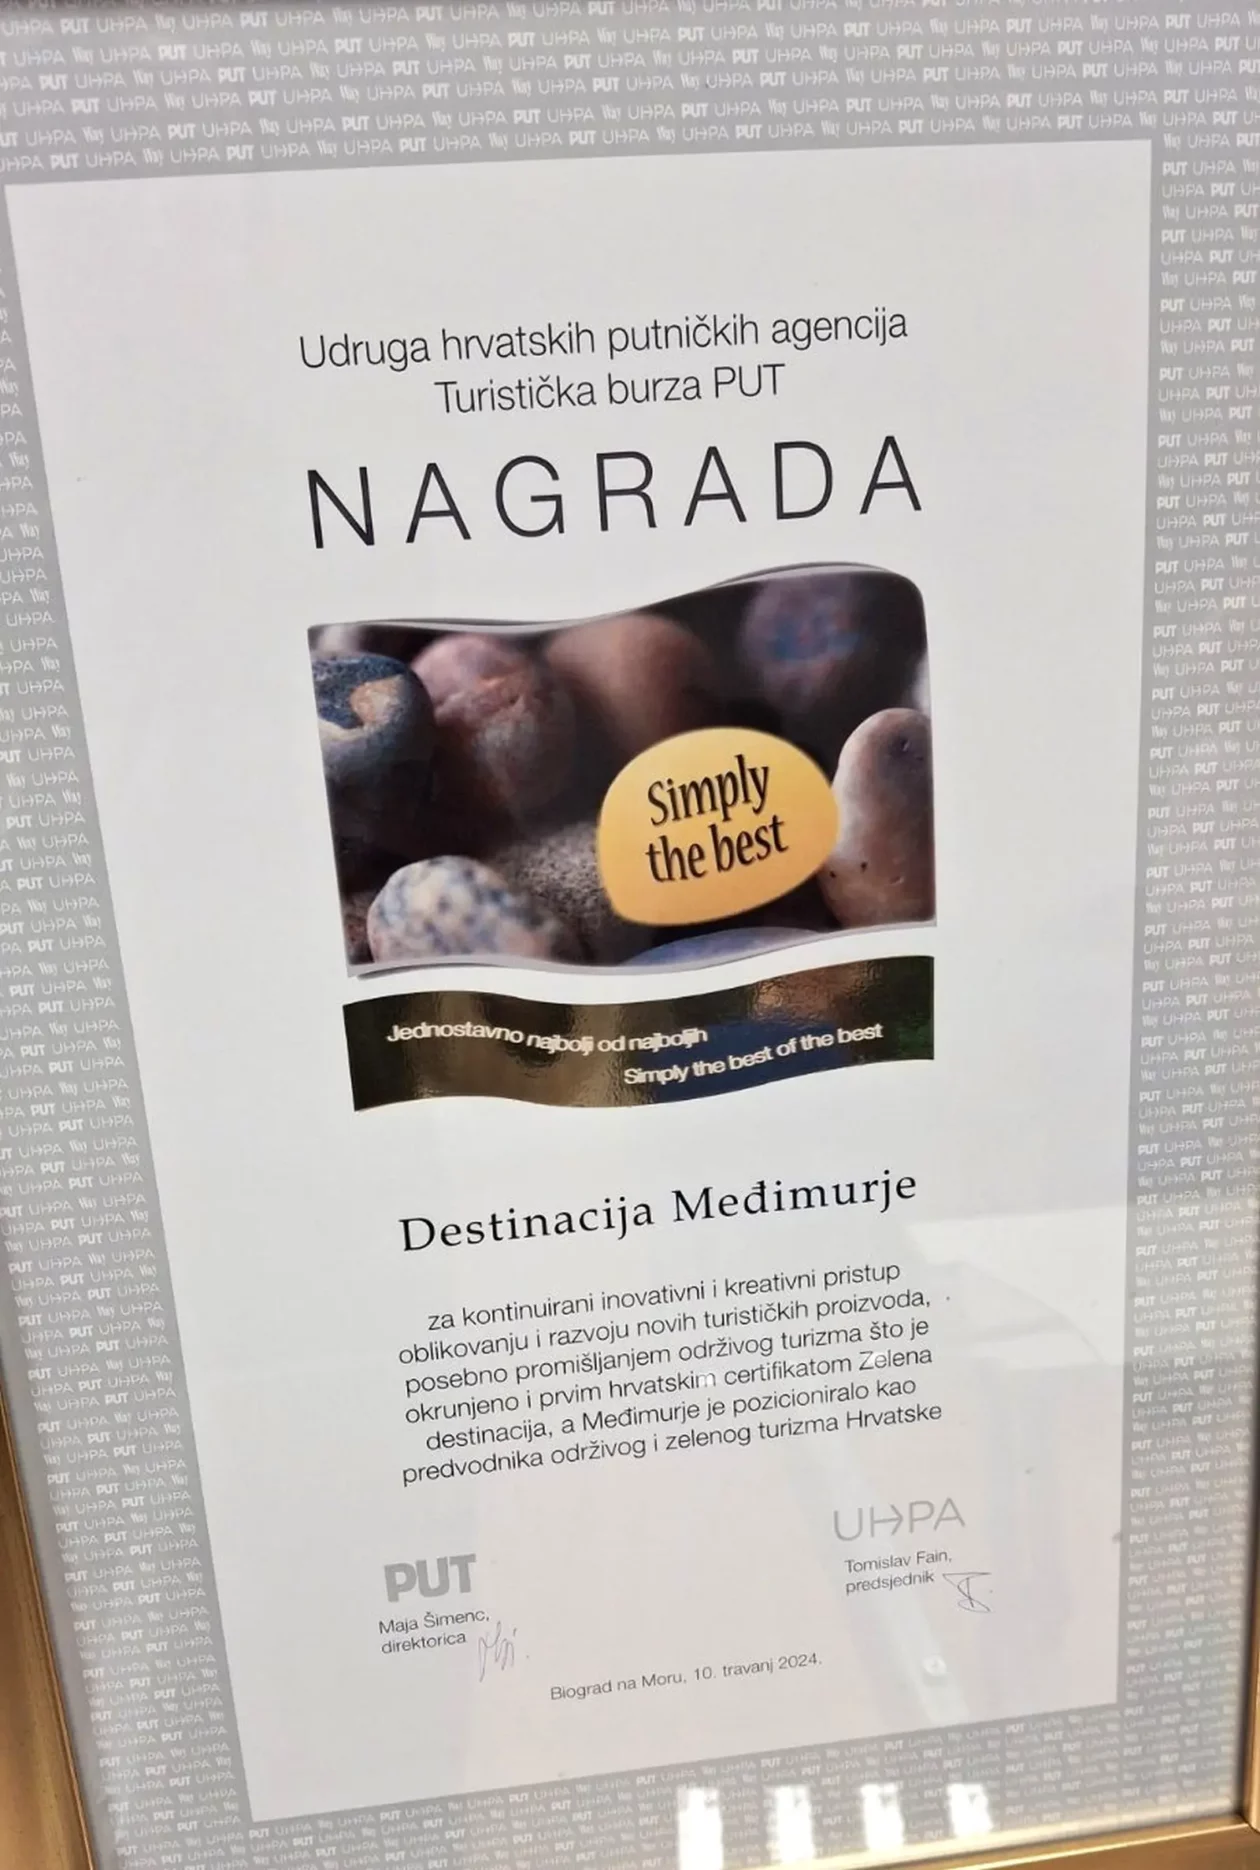 Udruga hrvatskih putničkih agencija
Turistička burza PUT
NAGRADA
Simply
the best
Jednostavno najbolji od najboljih
Simply the best of the best
Destinacija Međimurje
za kontinuirani inovativni i kreativni pristup
oblikovanju i razvoju novih turističkih proizvoda,
posebno promišljanjem održivog turizma što je
okrunjeno i prvim hrvatskim certifikatom Zelena
destinacija, a Međimurje je pozicioniralo kao
predvodnika održivog i zelenog turizma Hrvatske
UHPA
Tomislav Fain,
predsjednik
PUT
Maja Šimenc,
direktorica
Biograd na Moru, 10. travanj 2024.